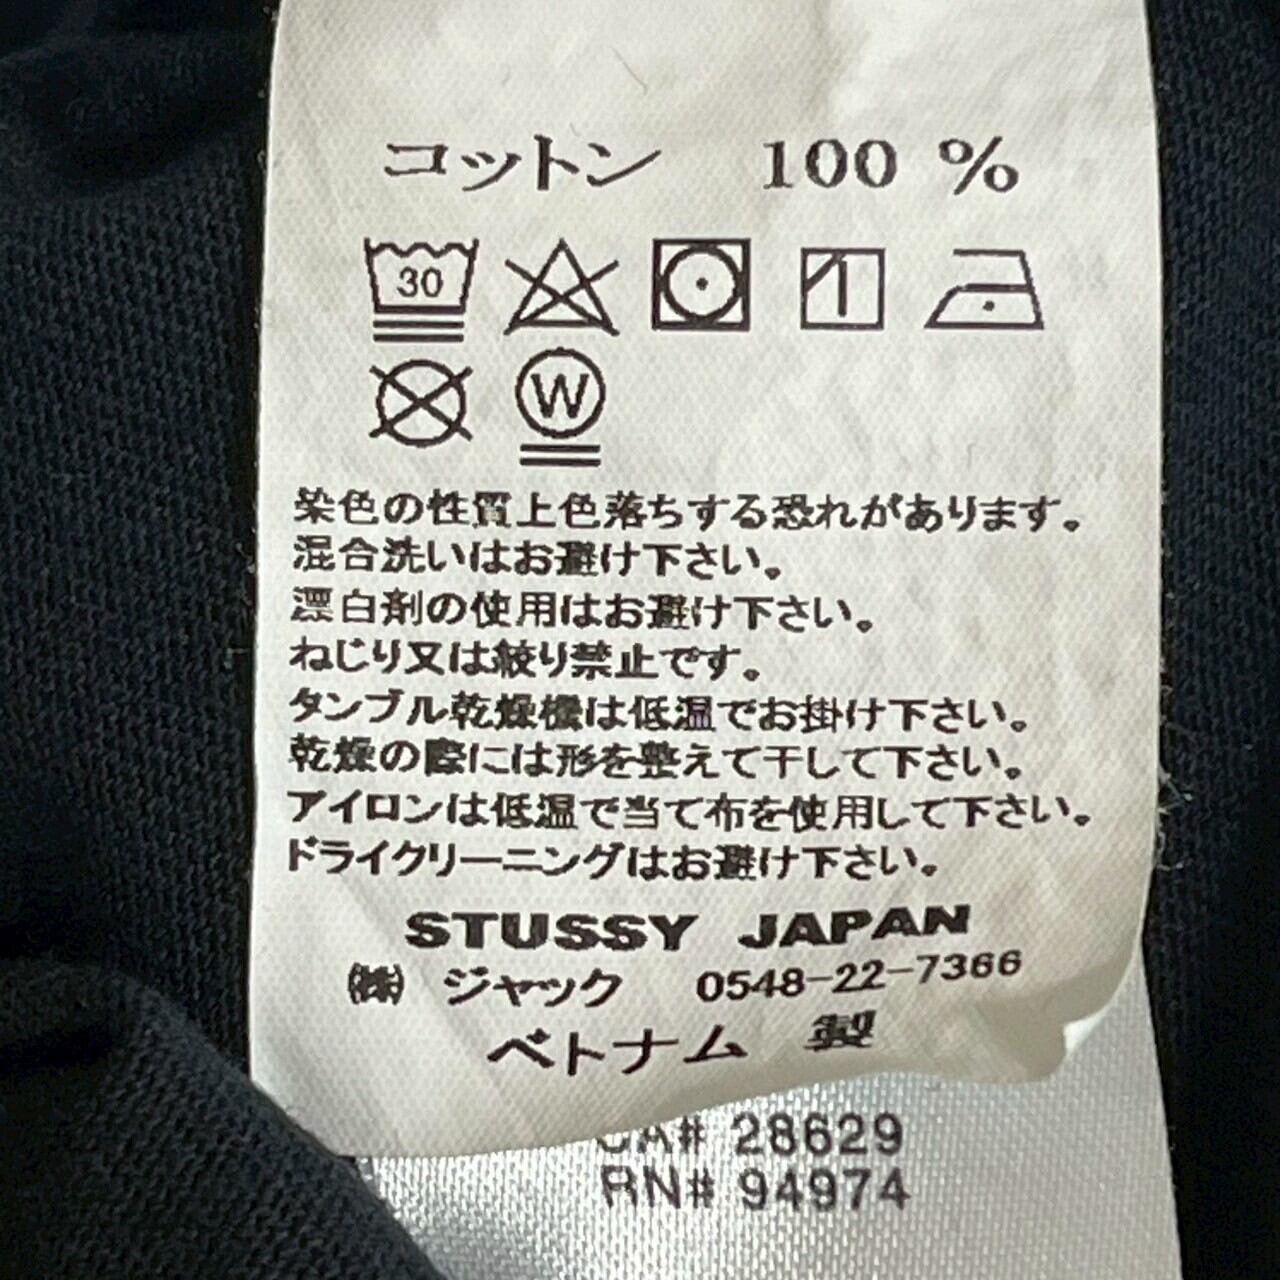 コットン 100 %
30
W
染色の性質上色落ちする恐れがあります。
混合洗いはお避け下さい。
漂白剤の使用はお避け下さい。
ねじり又は絞り禁止です。
タンブル乾燥機は低温でお掛け下さい。
乾燥の際には形を整えて干して下さい。
アイロンは低温で当て布を使用して下さい。
ドライクリーニングはお避け下さい。
STUSSY JAPAN
㈱ ジャック 0548-22-7366
ベトナム 製
CA# 28629
RN# 94974